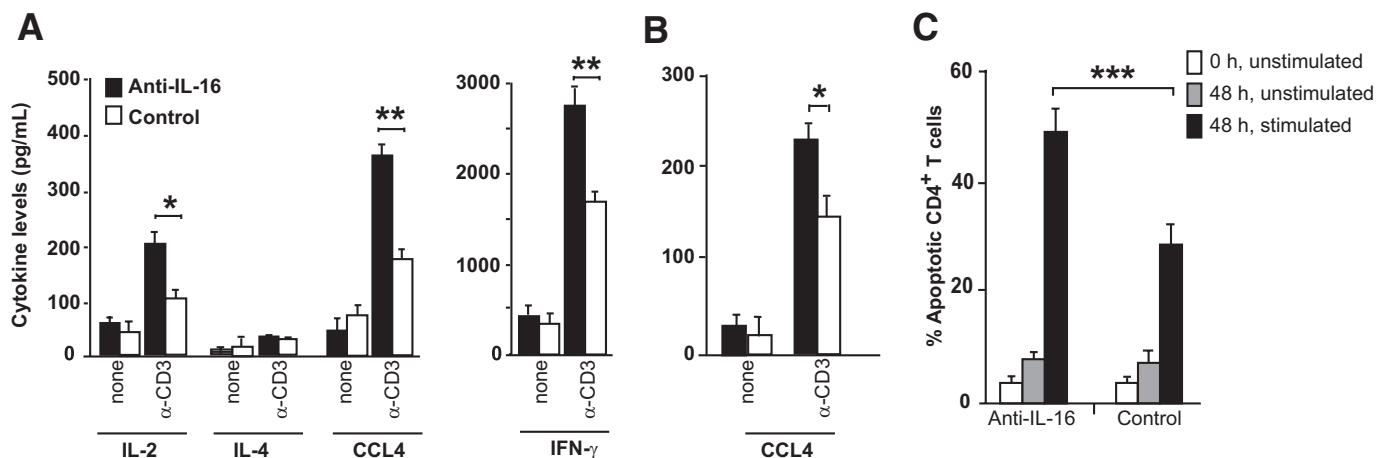 A
500
400
300
200
100
0
Cytokine levels (pg/mL)
Anti-IL-16
Control
*
**
none
α-CD3
none
α-CD3
none
α-CD3
IL-2
IL-4
CCL4
3000
2000
1000
0
**
none
α-CD3
IFN-γ
B
300
200
100
0
*
none
α-CD3
CCL4
C
60
40
20
0
% Apoptotic CD4⁺ T cells
***
0 h, unstimulated
48 h, unstimulated
48 h, stimulated
Anti-IL-16
Control